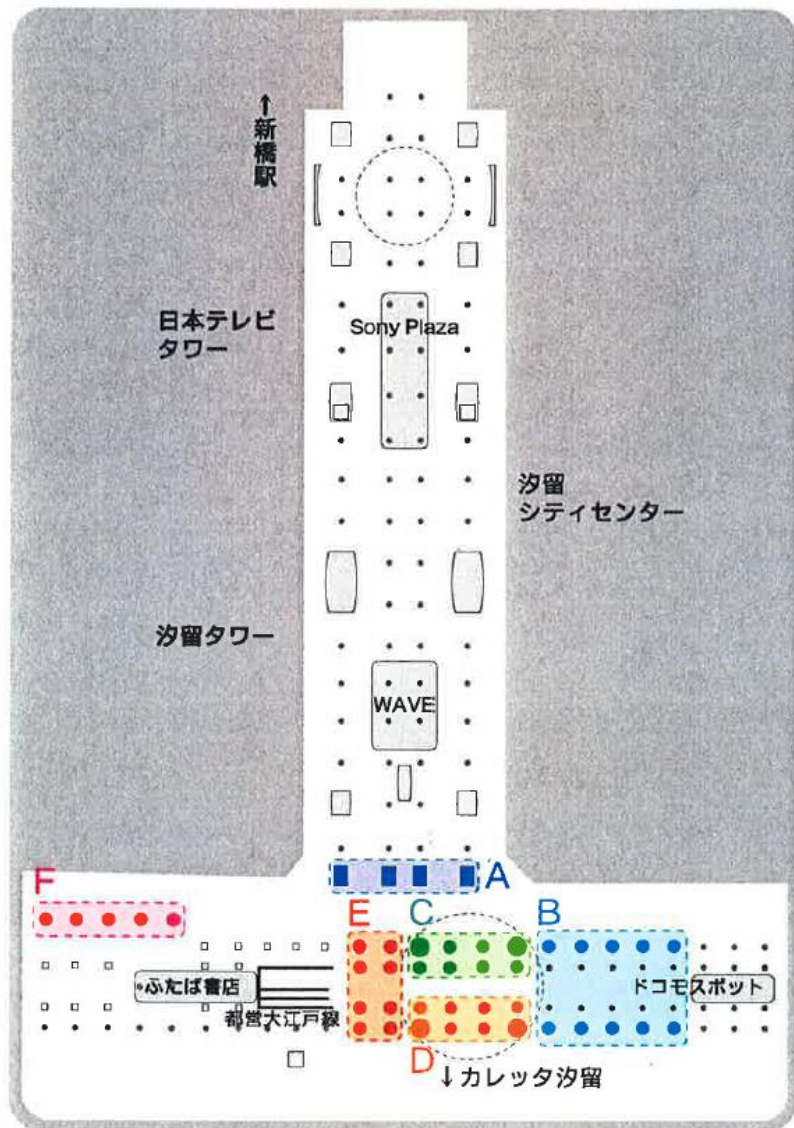 ↑新橋駅
日本テレビ
タワー
Sony Plaza
汐留
シティセンター
汐留タワー
WAVE
A
F
E
C
B
ふたば書店
ドコモスポット
都営大江戸線
D
↓カレッタ汐留